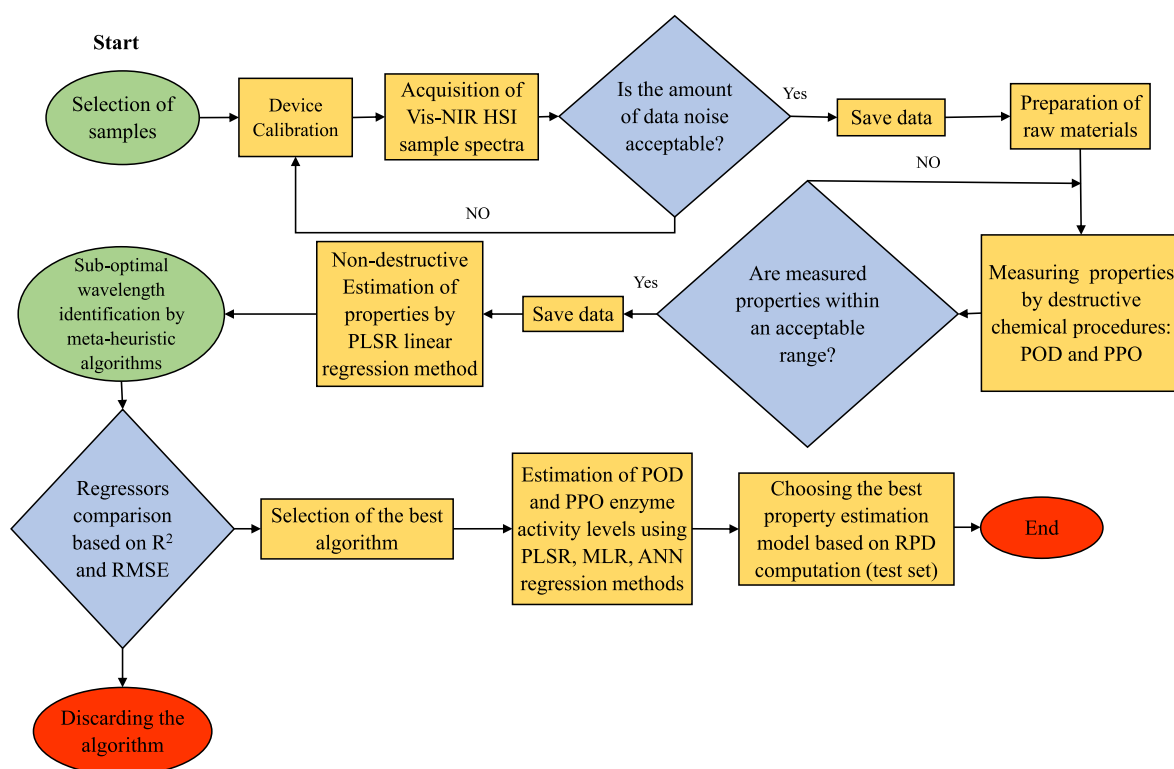 Start
Selection of
samples
Device
Calibration
Acquisition of
Vis-NIR HSI
sample spectra
Is the amount
of data noise
acceptable?
Yes
Save data
Preparation of
raw materials
NO
NO
Measuring properties
by destructive
chemical procedures:
POD and PPO
Are measured
properties within
an acceptable
range?
Yes
Save data
Non-destructive
Estimation of
properties by
PLSR linear
regression method
Sub-optimal
wavelength
identification by
meta-heuristic
algorithms
Regressors
comparison
based on R²
and RMSE
Selection of the best
algorithm
Estimation of POD
and PPO enzyme
activity levels using
PLSR, MLR, ANN
regression methods
Choosing the best
property estimation
model based on RPD
computation (test set)
End
Discarding the
algorithm